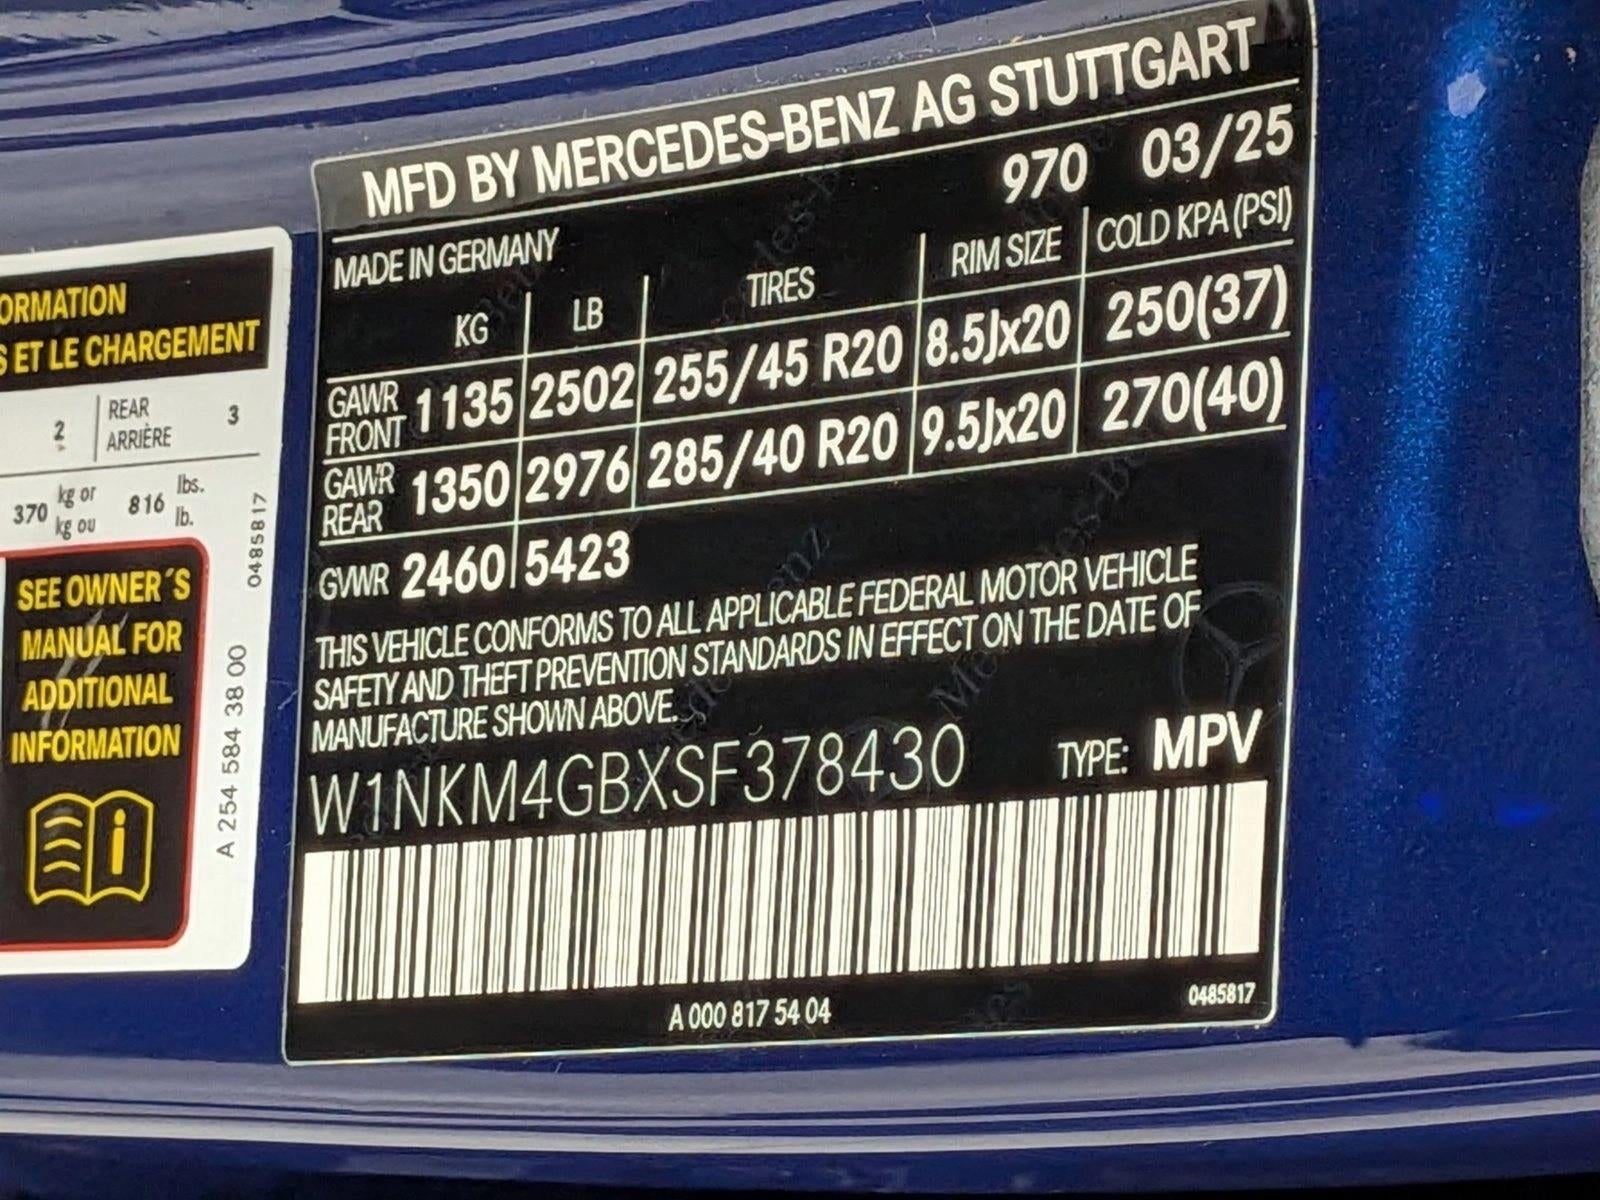 ORMATION
S ET LE CHARGEMENT
2
REAR
ARRIÈRE
3
370 kg or
kg ou
816 lbs.
lb.
SEE OWNER´S
MANUAL FOR
ADDITIONAL
INFORMATION
A 254 584 38 00
0485817
MFD BY MERCEDES-BENZ AG STUTTGART
970 03/25
MADE IN GERMANY
KG LB TIRES RIM SIZE COLD KPA (PSI)
GAWR
FRONT 1135 2502 255/45 R20 8.5Jx20 250(37)
GAWR
REAR 1350 2976 285/40 R20 9.5Jx20 270(40)
GVWR 2460 5423
THIS VEHICLE CONFORMS TO ALL APPLICABLE FEDERAL MOTOR VEHICLE
SAFETY AND THEFT PREVENTION STANDARDS IN EFFECT ON THE DATE OF
MANUFACTURE SHOWN ABOVE.
W1NKM4GBXSF378430 TYPE: MPV
A 000 817 54 04
0485817